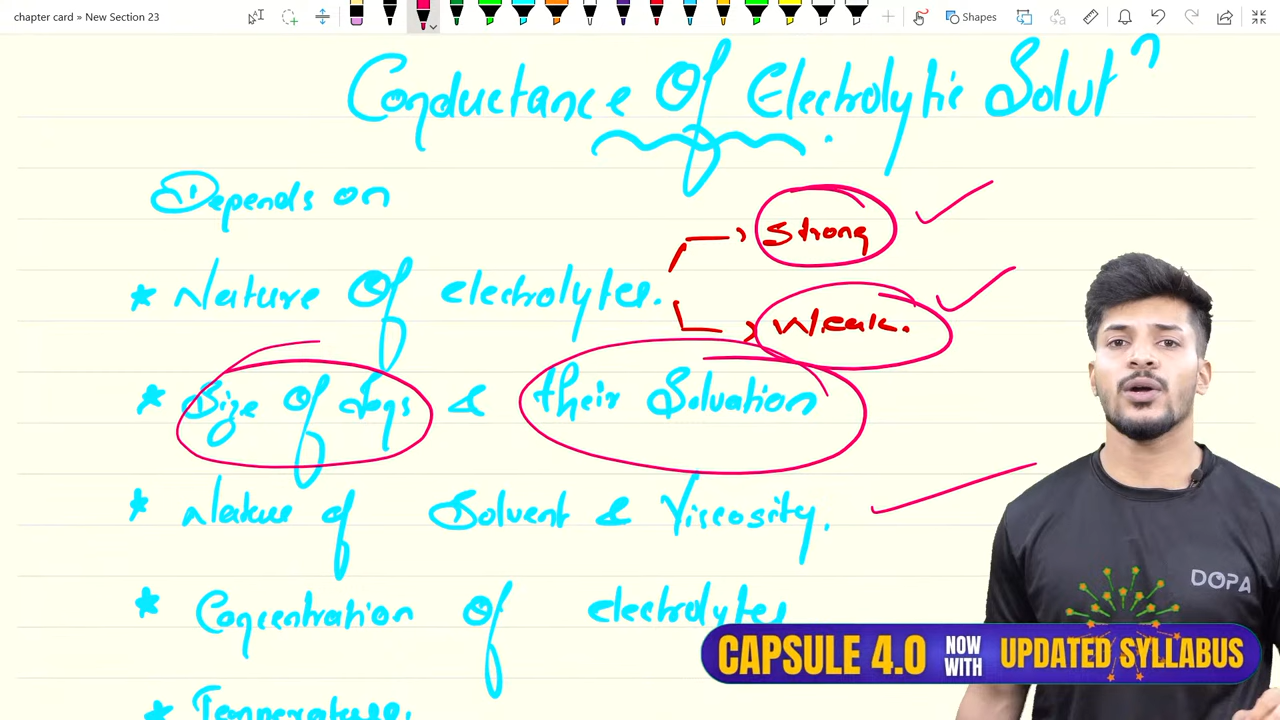 chapter card » New Section 23
Shapes
Conductance Of Electrolytic Solutⁿ
Depends on
* Nature Of electrolytes.
Strong
Weak.
* Size Of Ions & their Solvation
* Nature of Solvent & Viscosity.
* Concentration Of electrolytes
* Temperature.
DOPA
CAPSULE 4.0 NOW WITH UPDATED SYLLABUS